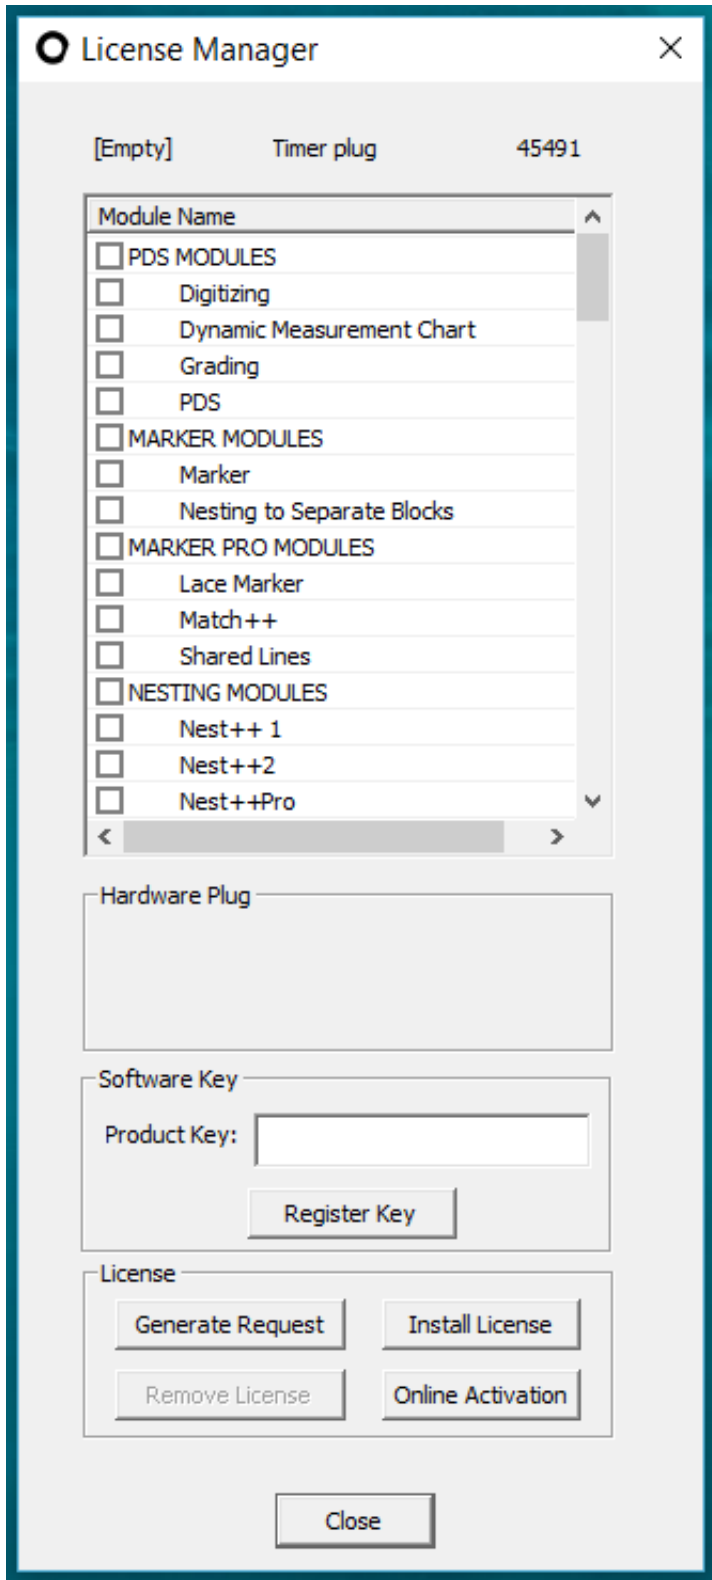 License Manager
[Empty] Timer plug 45491
Module Name
PDS MODULES
Digitizing
Dynamic Measurement Chart
Grading
PDS
MARKER MODULES
Marker
Nesting to Separate Blocks
MARKER PRO MODULES
Lace Marker
Match++
Shared Lines
NESTING MODULES
Nest++ 1
Nest++2
Nest++Pro
Hardware Plug
Software Key
Product Key:
Register Key
License
Generate Request Install License
Remove License Online Activation
Close